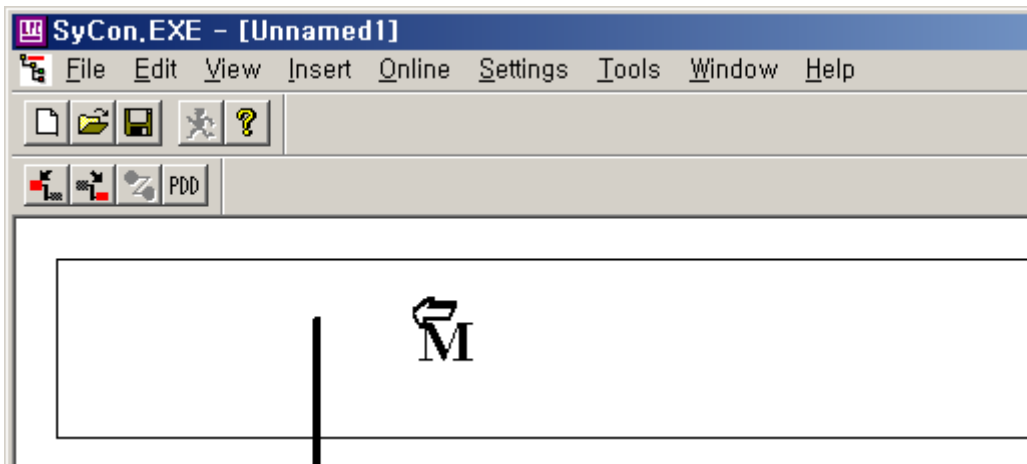 SyCon.EXE - [Unnamed1]
File Edit View Insert Online Settings Tools Window Help
PDD
M